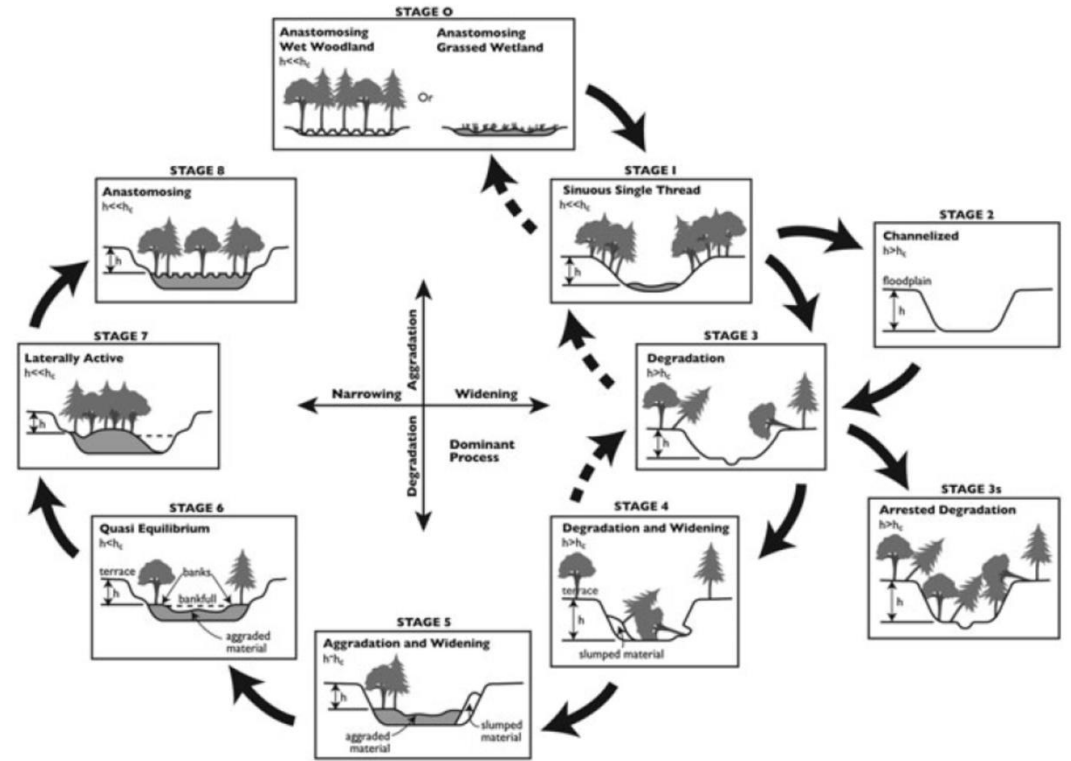 STAGE 0
Anastomosing
Wet Woodland
h<<hc
Or
Anastomosing
Grassed Wetland
STAGE 1
Sinuous Single Thread
h<<hc
h
STAGE 2
Channelized
h>hc
floodplain
h
STAGE 3
Degradation
h>hc
h
STAGE 3s
Arrested Degradation
h>hc
h
STAGE 4
Degradation and Widening
h>hc
terrace
h
slumped material
STAGE 5
Aggradation and Widening
h~hc
h
aggraded
material
slumped
material
STAGE 6
Quasi Equilibrium
h<hc
terrace
banks
h
bankfull
aggraded
material
STAGE 7
Laterally Active
h<<hc
h
STAGE 8
Anastomosing
h<<hc
h
Aggradation
Narrowing
Widening
Degradation
Dominant
Process